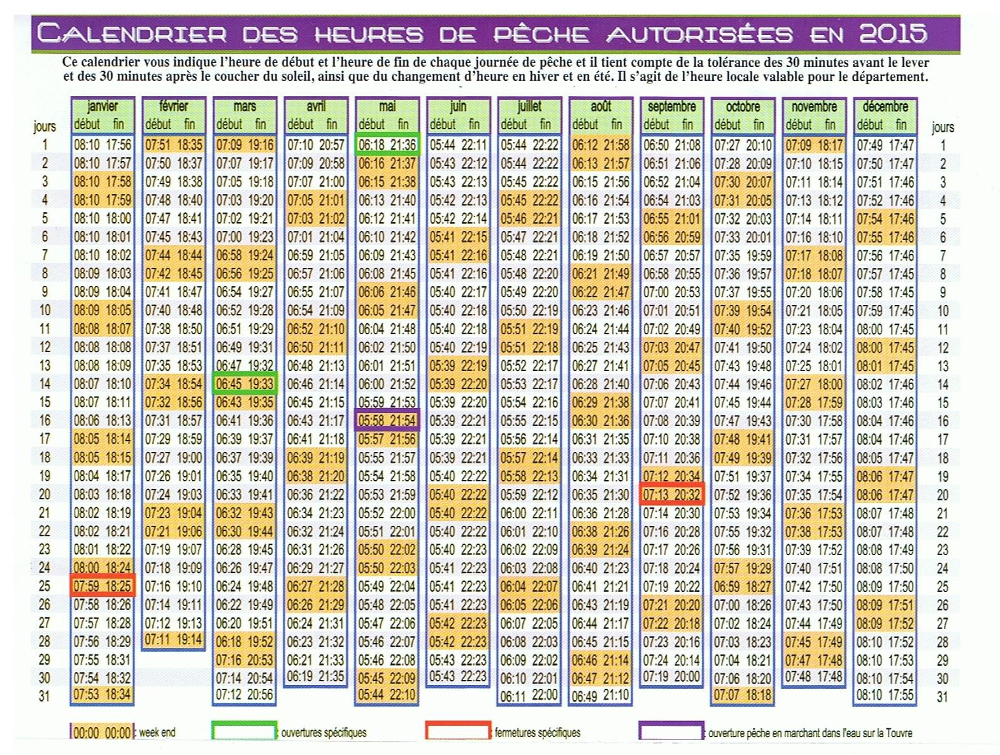 CALENDRIER DES HEURES DE PÊCHE AUTORISÉES EN 2015
Ce calendrier vous indique l'heure de début et l'heure de fin de chaque journée de pêche et il tient compte de la tolérance des 30 minutes avant le lever
et des 30 minutes après le coucher du soleil, ainsi que du changement d'heure en hiver et en été. Il s'agit de l'heure locale valable pour le département.
janvier février mars avril mai juin juillet août septembre octobre novembre décembre
jours début fin début fin début fin début fin début fin début fin début fin début fin début fin début fin début fin début fin jours
1 08:10 17:56 07:51 18:35 07:09 19:16 07:10 20:57 06:18 21:36 05:44 22:11 05:44 22:22 06:12 21:58 06:50 21:08 07:27 20:10 07:09 18:17 07:49 17:47 1
2 08:10 17:57 07:50 18:37 07:07 19:17 07:09 20:58 06:16 21:37 05:43 22:12 05:44 22:22 06:13 21:57 06:51 21:06 07:28 20:09 07:10 18:15 07:50 17:47 2
3 08:10 17:58 07:49 18:38 07:05 19:18 07:07 21:00 06:15 21:38 05:43 22:13 05:45 22:22 06:15 21:56 06:52 21:04 07:30 20:07 07:11 18:14 07:51 17:46 3
4 08:10 17:59 07:48 18:40 07:03 19:20 07:05 21:01 06:13 21:40 05:42 22:13 05:45 22:22 06:16 21:54 06:54 21:03 07:31 20:05 07:13 18:12 07:52 17:46 4
5 08:10 18:00 07:47 18:41 07:02 19:21 07:03 21:02 06:12 21:41 05:42 22:14 05:46 22:21 06:17 21:53 06:55 21:01 07:32 20:03 07:14 18:11 07:54 17:46 5
6 08:10 18:01 07:45 18:43 07:00 19:23 07:01 21:04 06:10 21:42 05:41 22:15 05:47 22:21 06:18 21:52 06:56 20:59 07:33 20:01 07:16 18:10 07:55 17:46 6
7 08:10 18:02 07:44 18:44 06:58 19:24 06:59 21:05 06:09 21:43 05:41 22:16 05:48 22:21 06:19 21:50 06:57 20:57 07:35 19:59 07:17 18:08 07:56 17:46 7
8 08:09 18:03 07:42 18:45 06:56 19:25 06:57 21:06 06:08 21:45 05:41 22:16 05:48 22:20 06:21 21:49 06:58 20:55 07:36 19:57 07:18 18:07 07:57 17:45 8
9 08:09 18:04 07:41 18:47 06:54 19:27 06:55 21:07 06:06 21:46 05:40 22:17 05:49 22:20 06:22 21:47 07:00 20:53 07:37 19:55 07:20 18:06 07:58 17:45 9
10 08:09 18:05 07:40 18:48 06:52 19:28 06:54 21:09 06:05 21:47 05:40 22:18 05:50 22:19 06:23 21:46 07:01 20:51 07:39 19:54 07:21 18:05 07:59 17:45 10
11 08:08 18:07 07:38 18:50 06:51 19:29 06:52 21:10 06:04 21:48 05:40 22:18 05:51 22:19 06:24 21:44 07:02 20:49 07:40 19:52 07:23 18:04 08:00 17:45 11
12 08:08 18:08 07:37 18:51 06:49 19:31 06:50 21:11 06:02 21:50 05:40 22:19 05:51 22:18 06:25 21:43 07:03 20:47 07:41 19:50 07:24 18:02 08:00 17:45 12
13 08:08 18:09 07:35 18:53 06:47 19:32 06:48 21:13 06:01 21:51 05:39 22:19 05:52 22:17 06:27 21:41 07:05 20:45 07:43 19:48 07:25 18:01 08:01 17:45 13
14 08:07 18:10 07:34 18:54 06:45 19:33 06:46 21:14 06:00 21:52 05:39 22:20 05:53 22:17 06:28 21:40 07:06 20:43 07:44 19:46 07:27 18:00 08:02 17:46 14
15 08:07 18:11 07:32 18:56 06:43 19:35 06:45 21:15 05:59 21:53 05:39 22:20 05:54 22:16 06:29 21:38 07:07 20:41 07:45 19:44 07:28 17:59 08:03 17:46 15
16 08:06 18:13 07:31 18:57 06:41 19:36 06:43 21:17 05:58 21:54 05:39 22:21 05:55 22:15 06:30 21:36 07:08 20:39 07:47 19:43 07:30 17:58 08:04 17:46 16
17 08:05 18:14 07:29 18:59 06:39 19:37 06:41 21:18 05:57 21:56 05:39 22:21 05:56 22:14 06:31 21:35 07:10 20:38 07:48 19:41 07:31 17:57 08:04 17:46 17
18 08:05 18:15 07:27 19:00 06:37 19:39 06:39 21:19 05:55 21:57 05:39 22:21 05:57 22:14 06:33 21:33 07:11 20:36 07:49 19:39 07:32 17:56 08:05 17:47 18
19 08:04 18:17 07:26 19:01 06:35 19:40 06:38 21:20 05:54 21:58 05:40 22:22 05:58 22:13 06:34 21:31 07:12 20:34 07:51 19:37 07:34 17:55 08:06 17:47 19
20 08:03 18:18 07:24 19:03 06:33 19:41 06:36 21:22 05:53 21:59 05:40 22:22 05:59 22:12 06:35 21:30 07:13 20:32 07:52 19:36 07:35 17:54 08:06 17:47 20
21 08:02 18:19 07:23 19:04 06:32 19:43 06:34 21:23 05:52 22:00 05:40 22:22 06:00 22:11 06:36 21:28 07:14 20:30 07:53 19:34 07:36 17:53 08:07 17:48 21
22 08:02 18:21 07:21 19:06 06:30 19:44 06:32 21:24 05:51 22:01 05:40 22:22 06:01 22:10 06:38 21:26 07:16 20:28 07:55 19:32 07:38 17:53 08:07 17:48 22
23 08:01 18:22 07:19 19:07 06:28 19:45 06:31 21:26 05:50 22:02 05:40 22:23 06:02 22:09 06:39 21:24 07:17 20:26 07:56 19:31 07:39 17:52 08:08 17:49 23
24 08:00 18:24 07:18 19:09 06:26 19:47 06:29 21:27 05:50 22:03 05:41 22:23 06:03 22:08 06:40 21:23 07:18 20:24 07:57 19:29 07:40 17:51 08:08 17:50 24
25 07:59 18:25 07:16 19:10 06:24 19:48 06:27 21:28 05:49 22:04 05:41 22:23 06:04 22:07 06:41 21:21 07:19 20:22 06:59 18:27 07:42 17:50 08:09 17:50 25
26 07:58 18:26 07:14 19:11 06:22 19:49 06:26 21:29 05:48 22:05 05:41 22:23 06:05 22:06 06:43 21:19 07:21 20:20 07:00 18:26 07:43 17:50 08:09 17:51 26
27 07:57 18:28 07:12 19:13 06:20 19:51 06:24 21:31 05:47 22:06 05:42 22:23 06:07 22:05 06:44 21:17 07:22 20:18 07:02 18:24 07:44 17:49 08:09 17:52 27
28 07:56 18:29 07:11 19:14 06:18 19:52 06:23 21:32 05:46 22:07 05:42 22:23 06:08 22:03 06:45 21:15 07:23 20:16 07:03 18:23 07:45 17:49 08:10 17:52 28
29 07:55 18:31 07:16 20:53 06:21 21:33 05:46 22:08 05:43 22:23 06:09 22:02 06:46 21:14 07:24 20:14 07:04 18:21 07:47 17:48 08:10 17:53 29
30 07:54 18:32 07:14 20:54 06:19 21:35 05:45 22:09 05:43 22:23 06:10 22:01 06:47 21:12 07:19 20:00 07:06 18:20 07:48 17:48 08:10 17:54 30
31 07:53 18:34 07:12 20:56 05:44 22:10 06:11 22:00 06:49 21:10 07:07 18:18 08:10 17:55 31
00:00 00:00 : week end : ouvertures spécifiques : fermetures spécifiques : ouverture pêche en marchant dans l'eau sur la Touvre